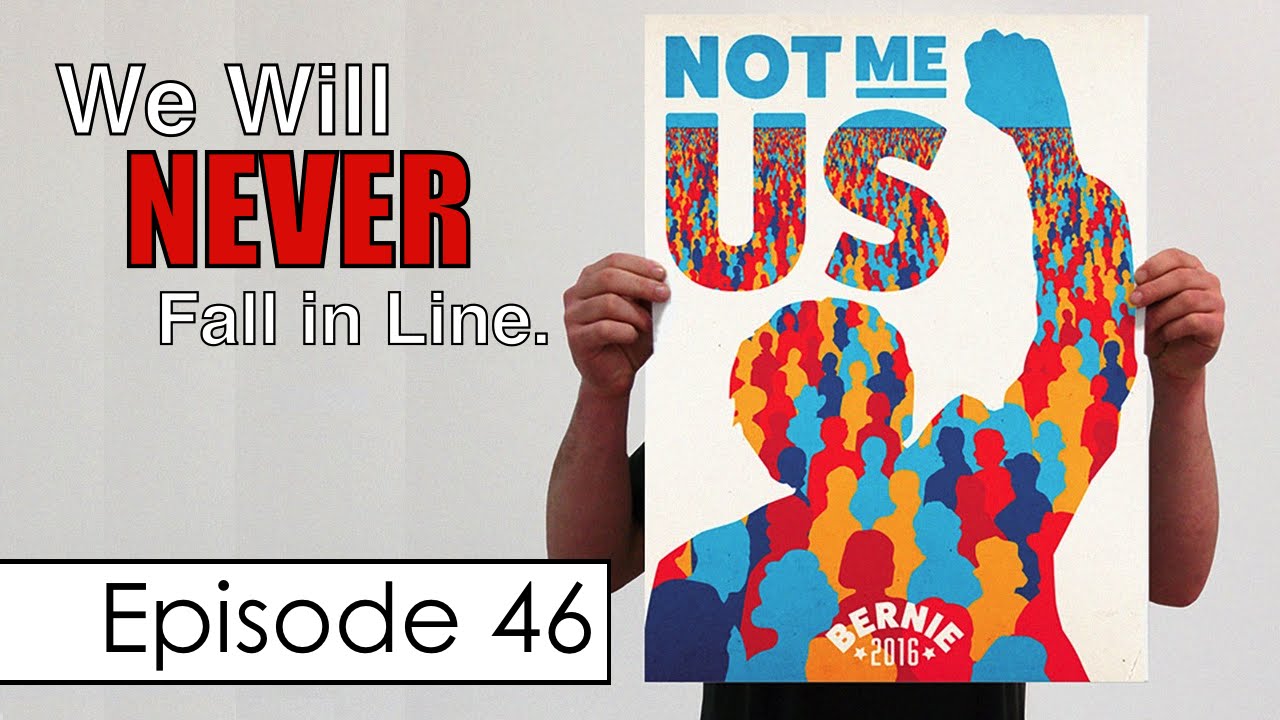 We Will
NEVER
Fall in Line.
Episode 46
NOT ME
US
BERNIE
2016